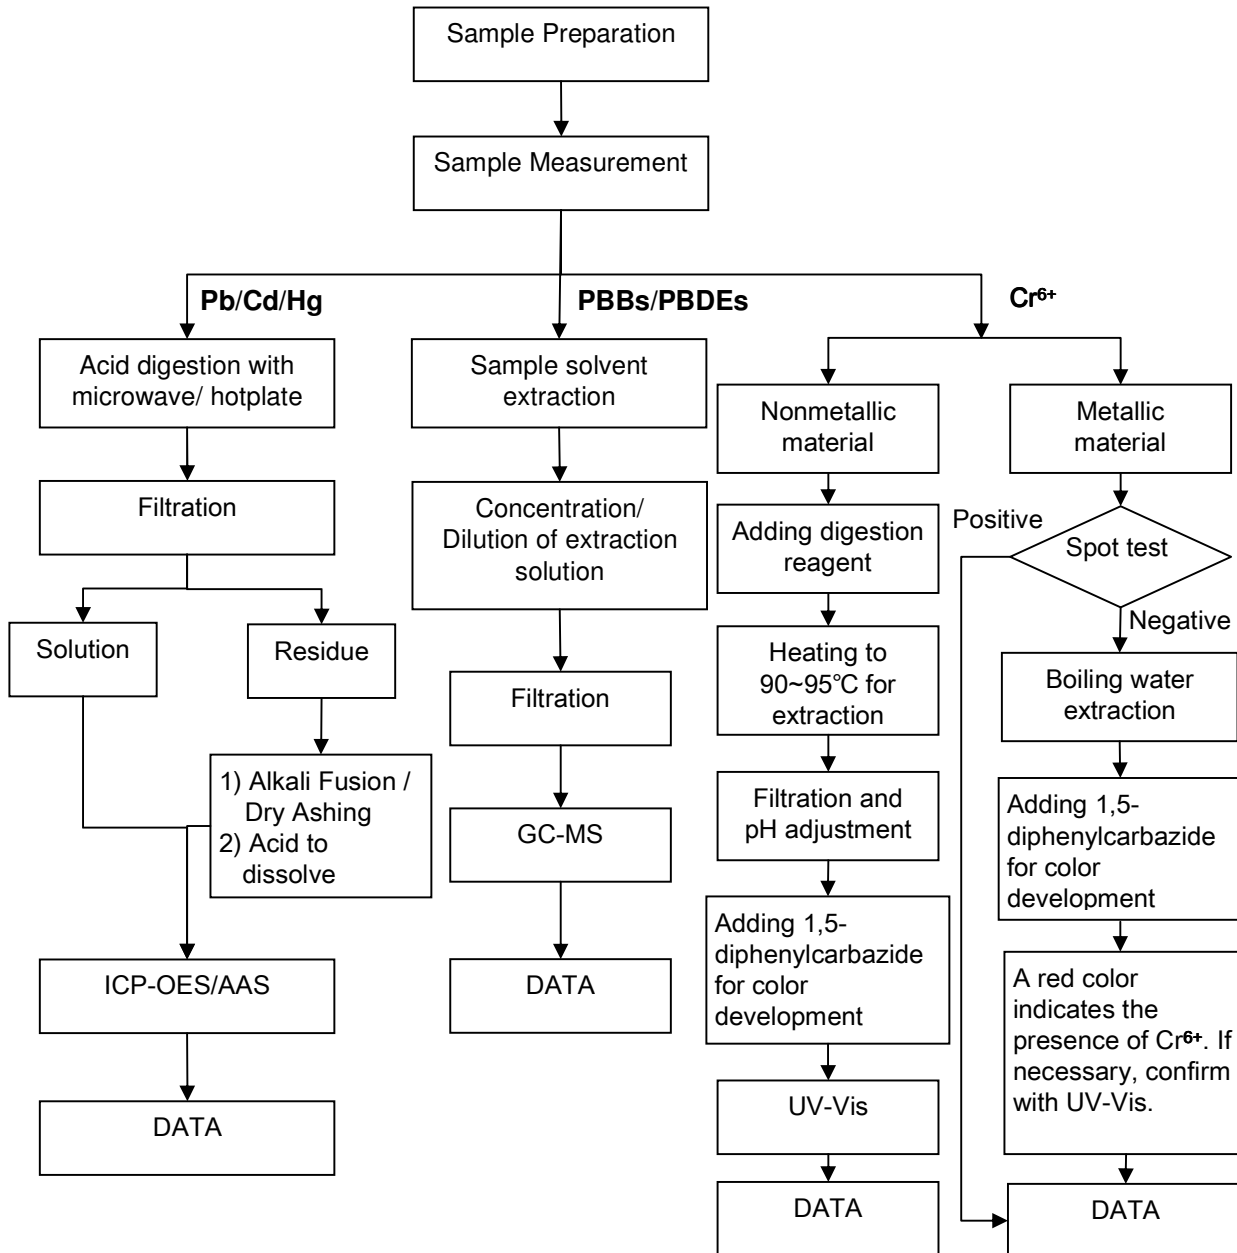 Sample Preparation
Sample Measurement
Pb/Cd/Hg
PBBs/PBDEs
Cr⁶⁺
Acid digestion with
microwave/ hotplate
Filtration
Solution
Residue
1) Alkali Fusion /
Dry Ashing
2) Acid to
dissolve
ICP-OES/AAS
DATA
Sample solvent
extraction
Concentration/
Dilution of extraction
solution
Filtration
GC-MS
DATA
Nonmetallic
material
Adding digestion
reagent
Heating to
90~95℃ for
extraction
Filtration and
pH adjustment
Adding 1,5-
diphenylcarbazide
for color
development
UV-Vis
DATA
Metallic
material
Positive
Spot test
Negative
Boiling water
extraction
Adding 1,5-
diphenylcarbazide
for color
development
A red color
indicates the
presence of Cr⁶⁺. If
necessary, confirm
with UV-Vis.
DATA